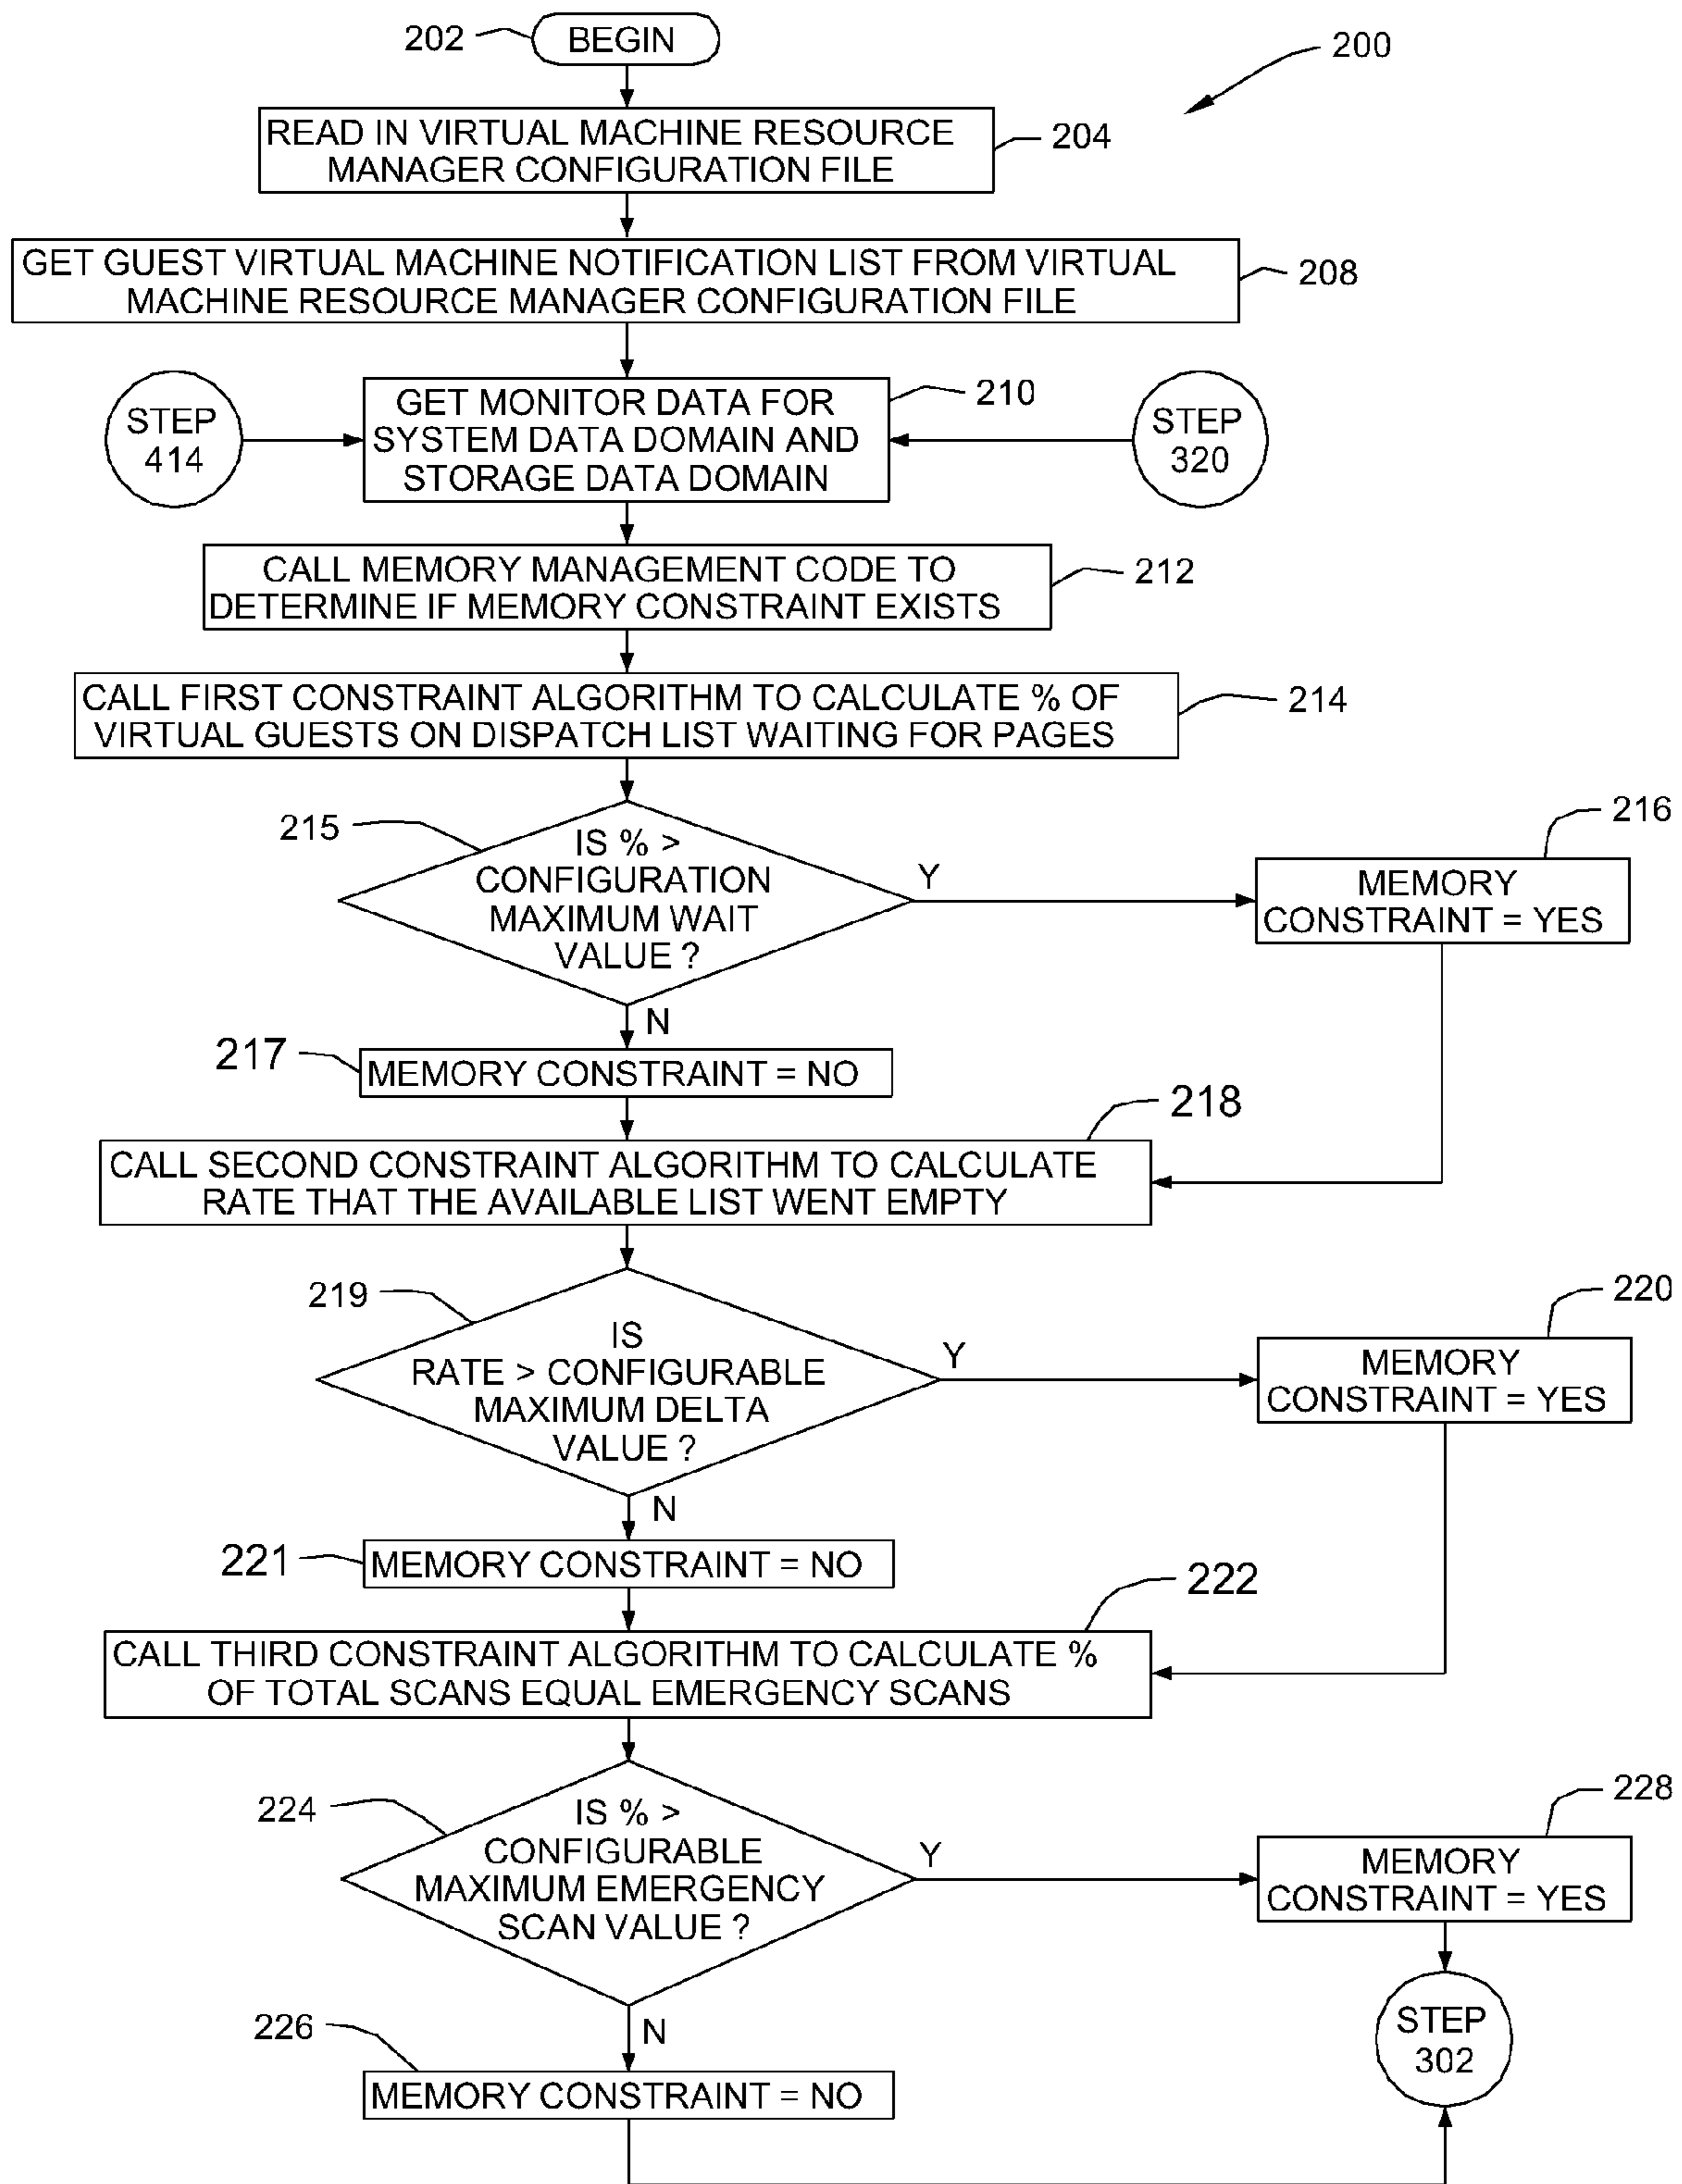 202
BEGIN
200
READ IN VIRTUAL MACHINE RESOURCE
MANAGER CONFIGURATION FILE
204
GET GUEST VIRTUAL MACHINE NOTIFICATION LIST FROM VIRTUAL
MACHINE RESOURCE MANAGER CONFIGURATION FILE
208
STEP
414
GET MONITOR DATA FOR
SYSTEM DATA DOMAIN AND
STORAGE DATA DOMAIN
210
STEP
320
CALL MEMORY MANAGEMENT CODE TO
DETERMINE IF MEMORY CONSTRAINT EXISTS
212
CALL FIRST CONSTRAINT ALGORITHM TO CALCULATE % OF
VIRTUAL GUESTS ON DISPATCH LIST WAITING FOR PAGES
214
215
IS % >
CONFIGURATION
MAXIMUM WAIT
VALUE ?
Y
216
MEMORY
CONSTRAINT = YES
N
217
MEMORY CONSTRAINT = NO
218
CALL SECOND CONSTRAINT ALGORITHM TO CALCULATE
RATE THAT THE AVAILABLE LIST WENT EMPTY
219
IS
RATE > CONFIGURABLE
MAXIMUM DELTA
VALUE ?
Y
220
MEMORY
CONSTRAINT = YES
N
221
MEMORY CONSTRAINT = NO
222
CALL THIRD CONSTRAINT ALGORITHM TO CALCULATE %
OF TOTAL SCANS EQUAL EMERGENCY SCANS
224
IS % >
CONFIGURABLE
MAXIMUM EMERGENCY
SCAN VALUE ?
Y
228
MEMORY
CONSTRAINT = YES
N
226
MEMORY CONSTRAINT = NO
STEP
302